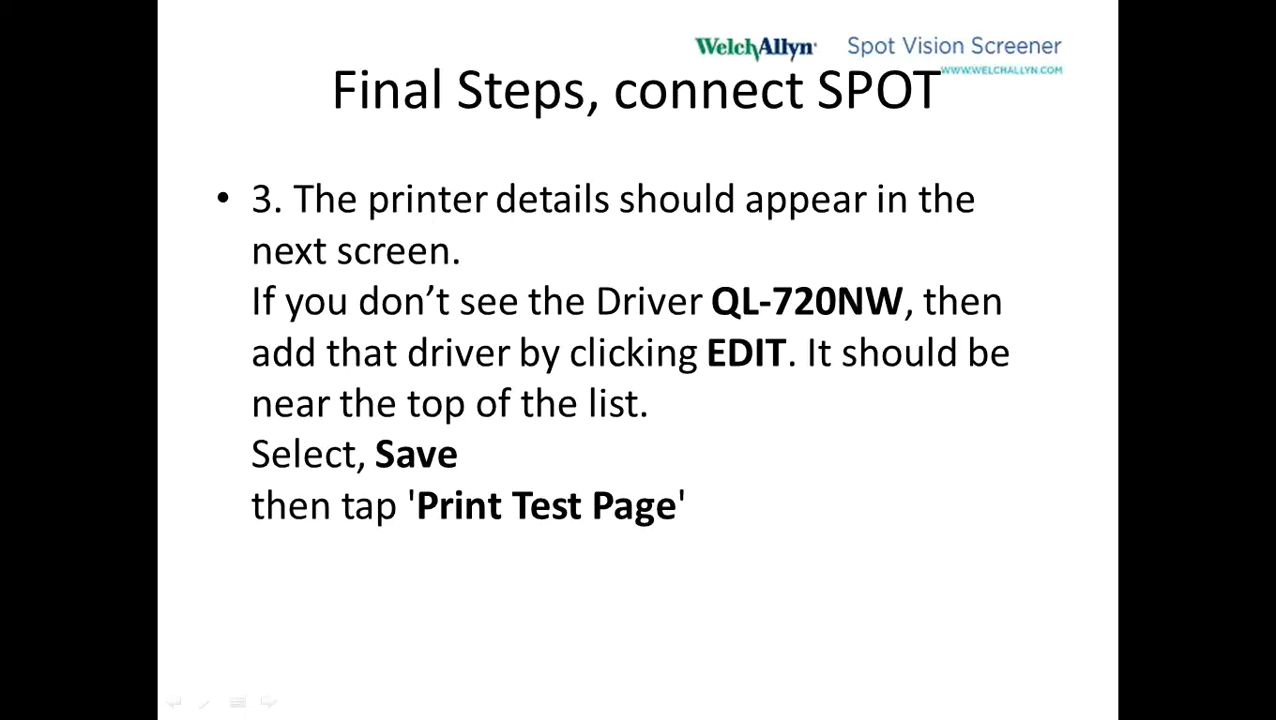 WelchAllyn® Spot Vision Screener
WWW.WELCHALLYN.COM
Final Steps, connect SPOT
• 3. The printer details should appear in the
next screen.
If you don’t see the Driver QL-720NW, then
add that driver by clicking EDIT. It should be
near the top of the list.
Select, Save
then tap 'Print Test Page'